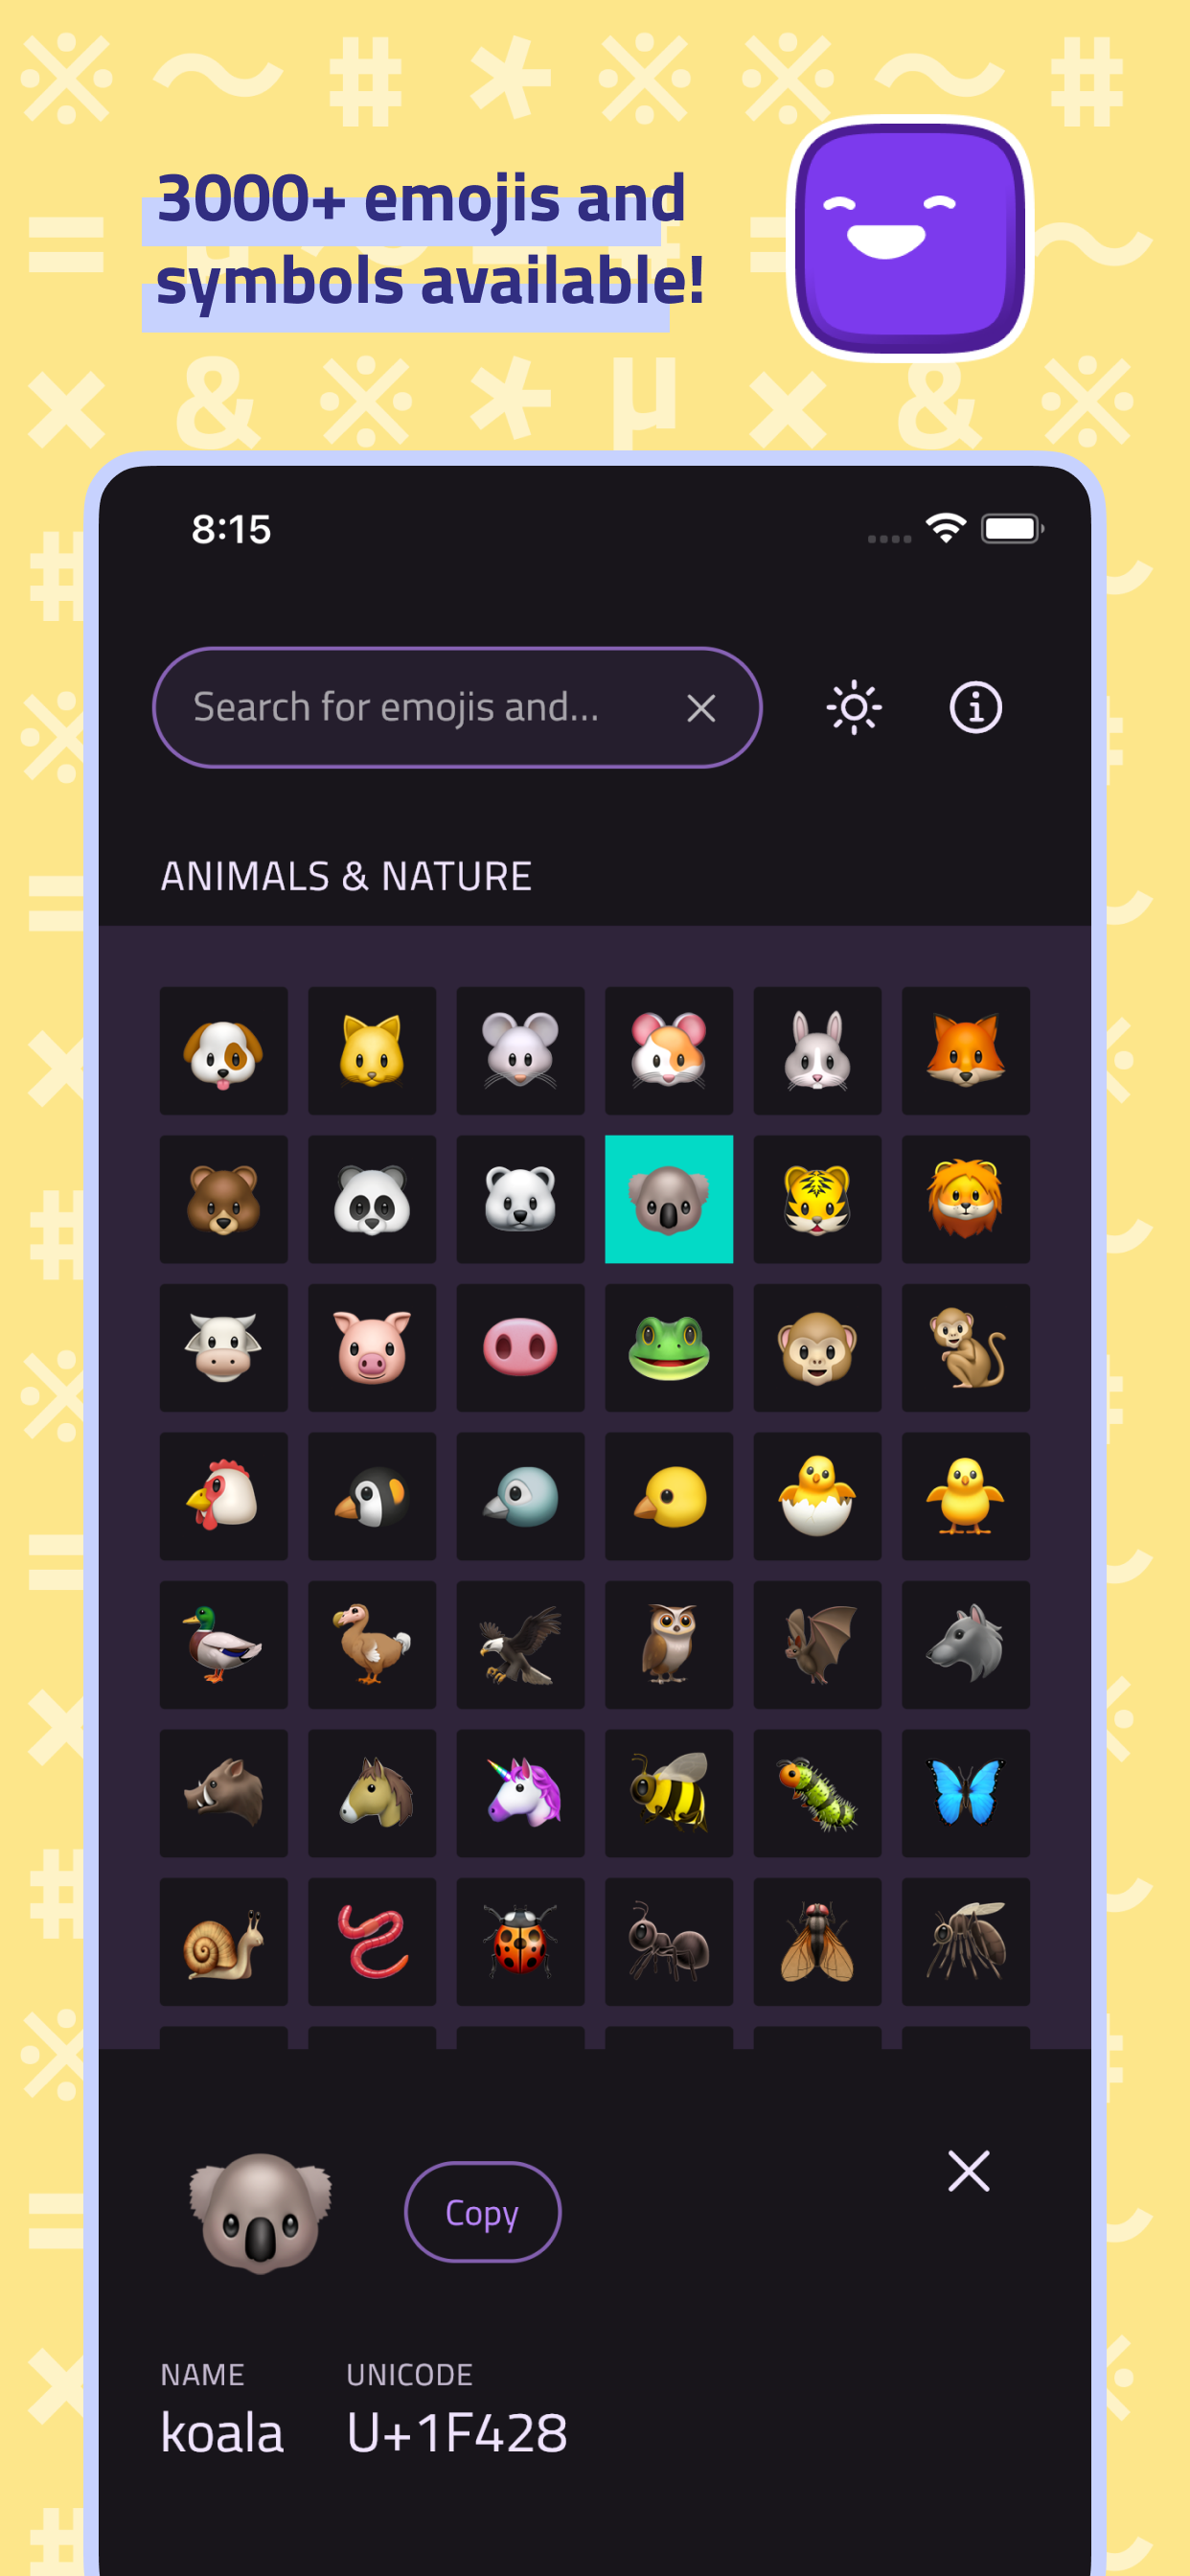 3000+ emojis and
symbols available!
8:15
Search for emojis and...
ANIMALS & NATURE
Copy
NAME UNICODE
koala U+1F428